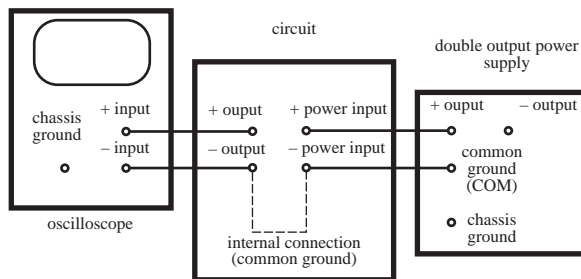 circuit
double output power
supply
chassis
ground
+ input
– input
oscilloscope
+ ouput
– output
+ power input
– power input
internal connection
(common ground)
+ ouput
– output
common
ground
(COM)
chassis
ground